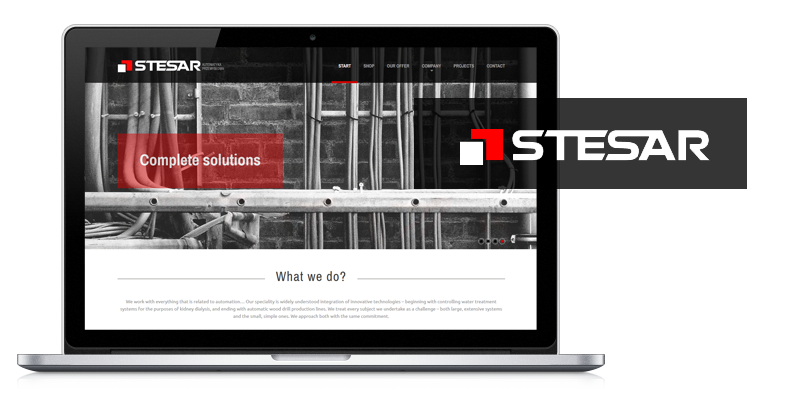 STESAR
START SHOP OUR OFFER COMPANY PROJECTS CONTACT
Complete solutions
STESAR
What we do?
We work with everything that is related to automation... Our speciality is widely understood integration of innovative technologies – beginning with controlling water treatment
systems for the purposes of kidney dialysis, and ending with automatic wood drill production lines. We treat every subject we undertake as a challenge – both large, extensive systems
and the small, simple ones. We approach both with the same commitment.